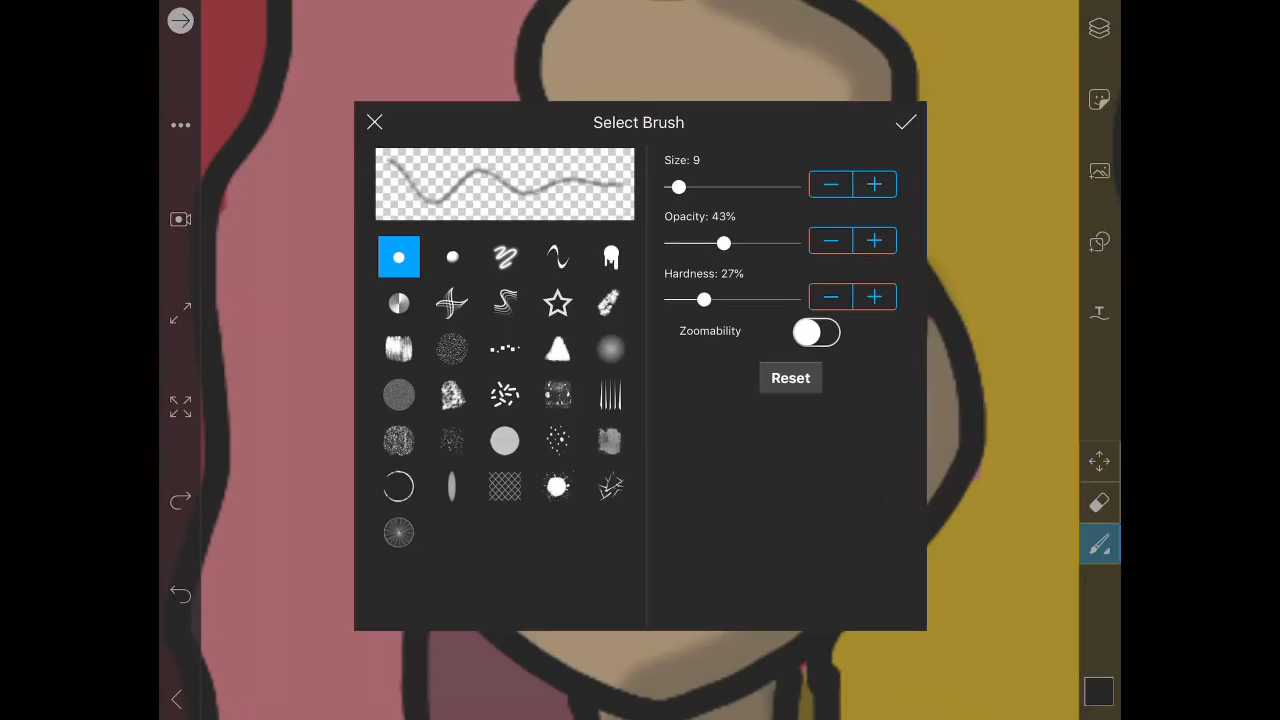 Select Brush
Size: 9
Opacity: 43%
Hardness: 27%
Zoomability
Reset